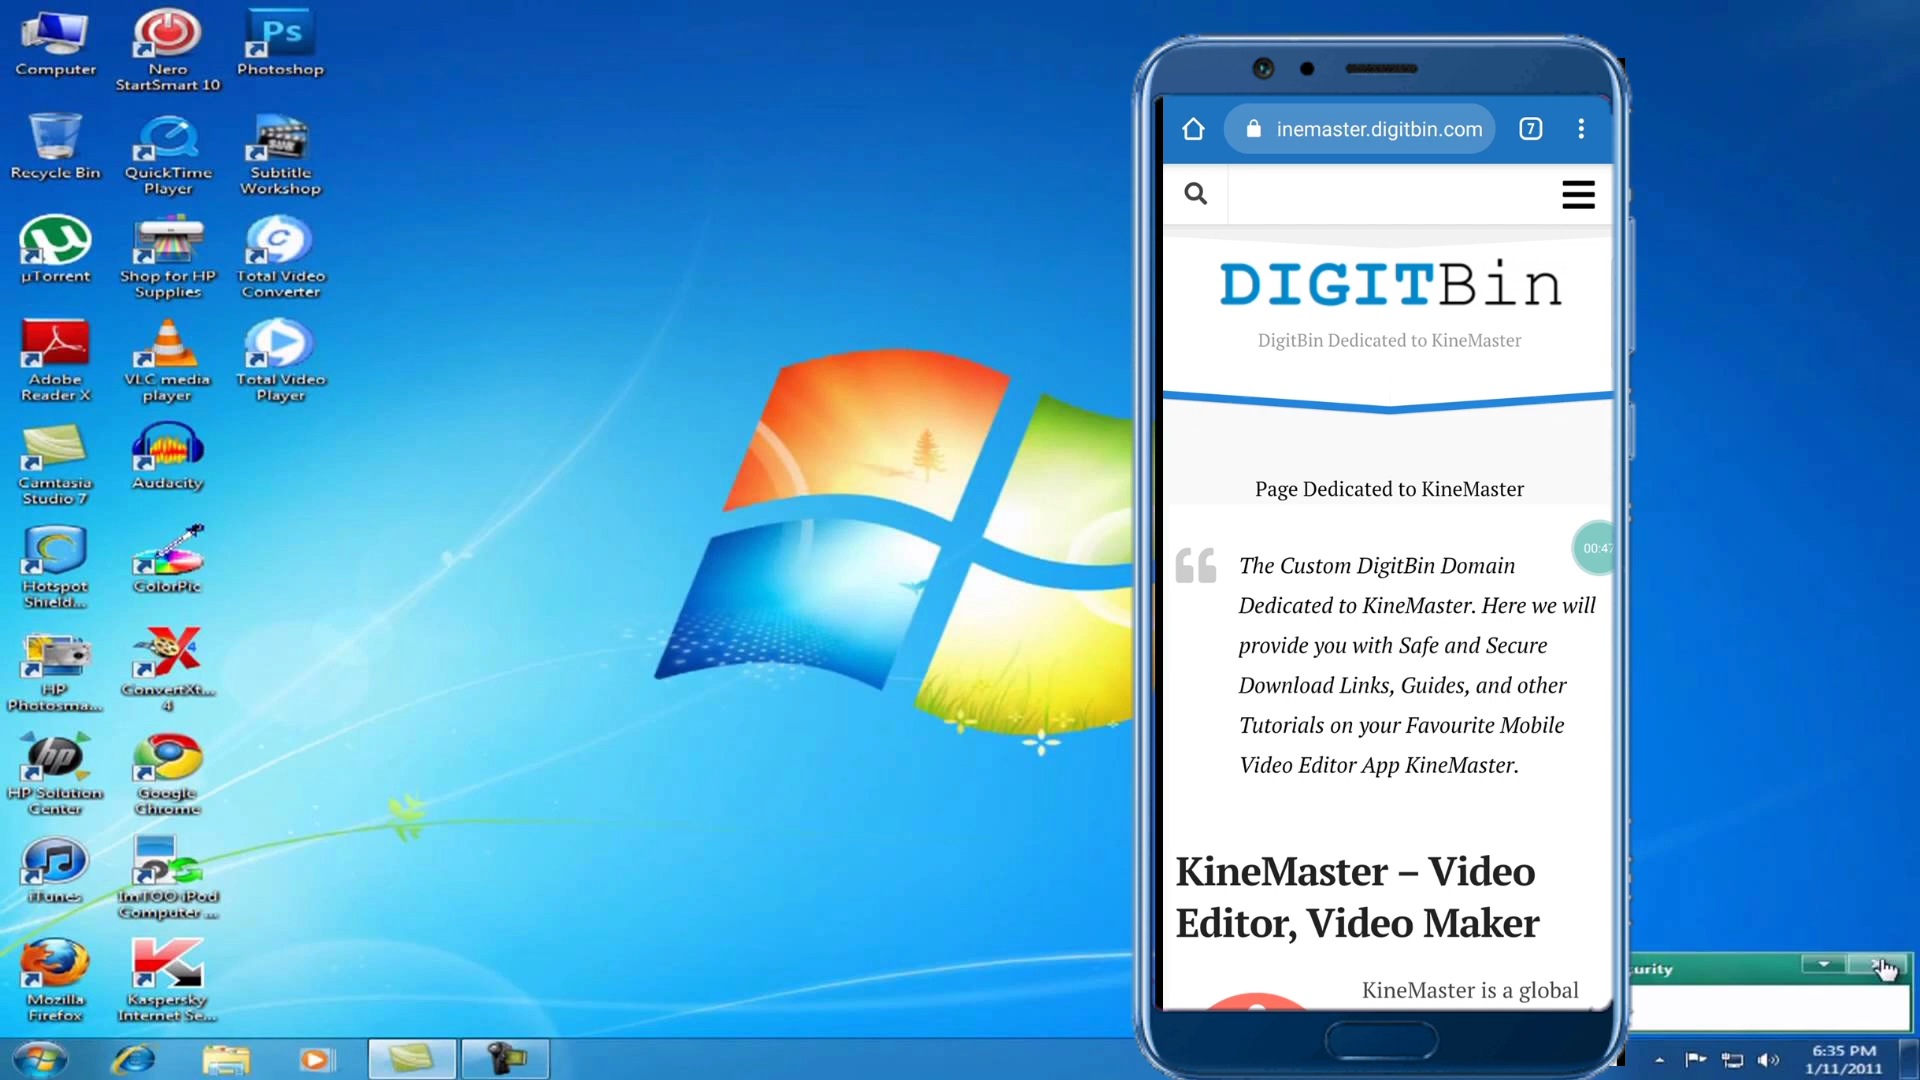 Computer
Nero
StartSmart 10
Ps
Photoshop
Recycle Bin
QuickTime
Player
Subtitle
Workshop
µTorrent
Shop for HP
Supplies
Total Video
Converter
Adobe
Reader X
VLC media
player
Total Video
Player
Camtasia
Studio 7
Audacity
Hotspot
Shield...
ColorPic
HP
Photosma...
ConvertXt...
4
HP Solution
Center
Google
Chrome
iTunes
ImTOO iPod
Computer ...
Mozilla
Firefox
Kaspersky
Internet Se...
inemaster.digitbin.com
7
DIGITBin
DigitBin Dedicated to KineMaster
Page Dedicated to KineMaster
00:47
The Custom DigitBin Domain
Dedicated to KineMaster. Here we will
provide you with Safe and Secure
Download Links, Guides, and other
Tutorials on your Favourite Mobile
Video Editor App KineMaster.
KineMaster – Video
Editor, Video Maker
KineMaster is a global
urity
6:35 PM
1/11/2011